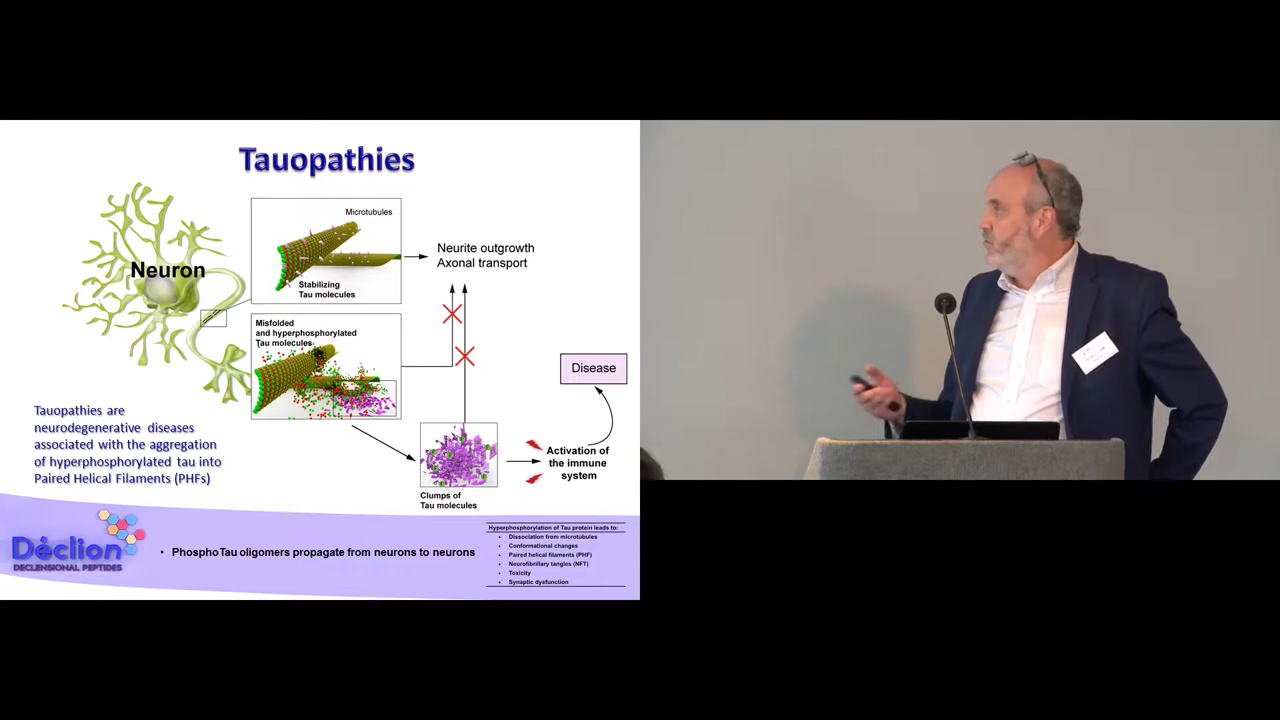 Tauopathies
Neuron
Microtubules
Stabilizing
Tau molecules
Neurite outgrowth
Axonal transport
Misfolded
and hyperphosphorylated
Tau molecules
Disease
Tauopathies are
neurodegenerative diseases
associated with the aggregation
of hyperphosphorylated tau into
Paired Helical Filaments (PHFs)
Clumps of
Tau molecules
Activation of
the immune
system
Déclion
DECLENSIONAL PEPTIDES
• PhosphoTau oligomers propagate from neurons to neurons
Hyperphosphorylation of Tau protein leads to:
• Dissociation from microtubules
• Conformational changes
• Paired helical filaments (PHF)
• Neurofibrillary tangles (NFT)
• Toxicity
• Synaptic dysfunction